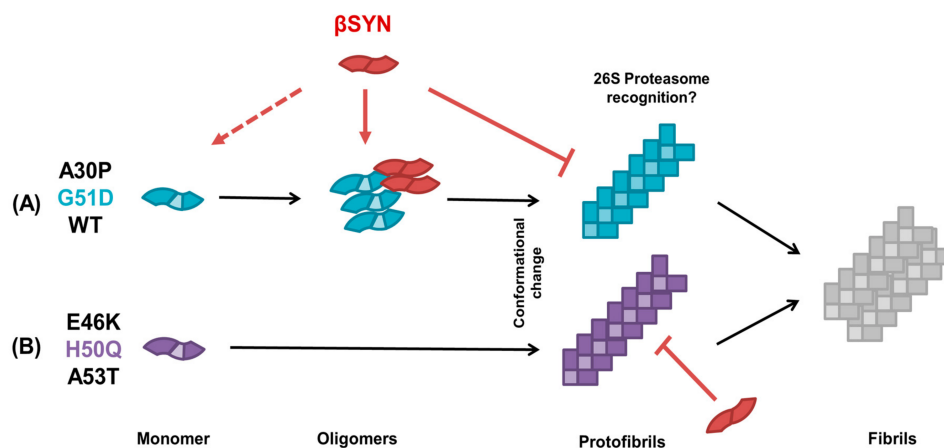 βSYN
26S Proteasome
recognition?
A30P
(A) G51D
WT
Conformational
change
E46K
(B) H50Q
A53T
Monomer Oligomers Protofibrils Fibrils